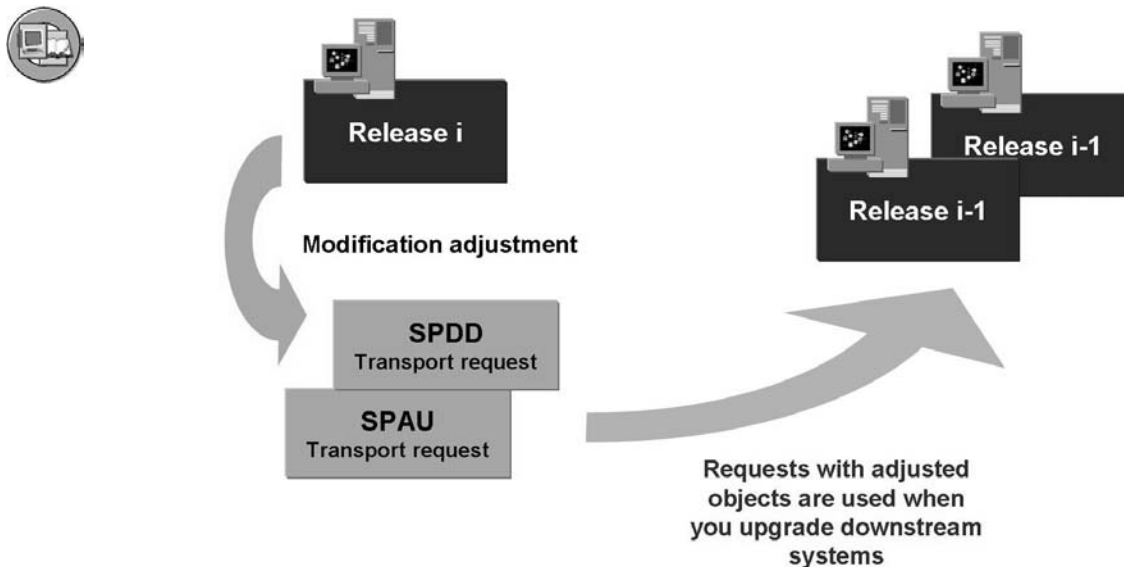 Release i
Release i-1
Release i-1
Modification adjustment
SPDD
Transport request
SPAU
Transport request
Requests with adjusted
objects are used when
you upgrade downstream
systems